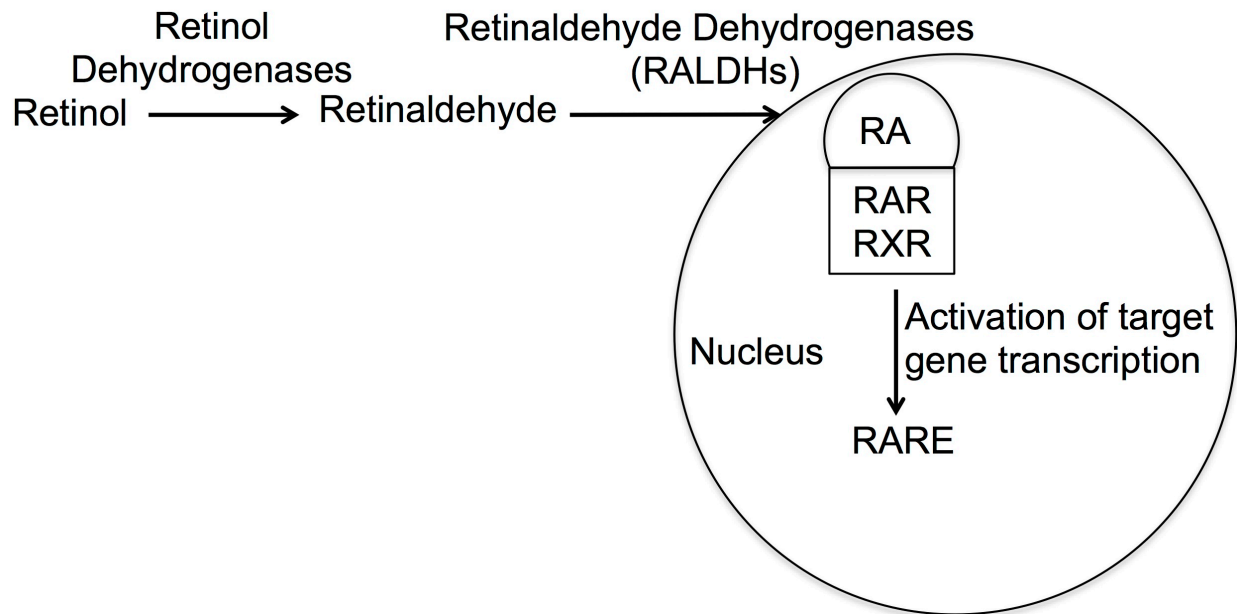 Retinol
Dehydrogenases
Retinaldehyde Dehydrogenases
(RALDHs)
Retinol
Retinaldehyde
RA
RAR
RXR
Nucleus
Activation of target
gene transcription
RARE